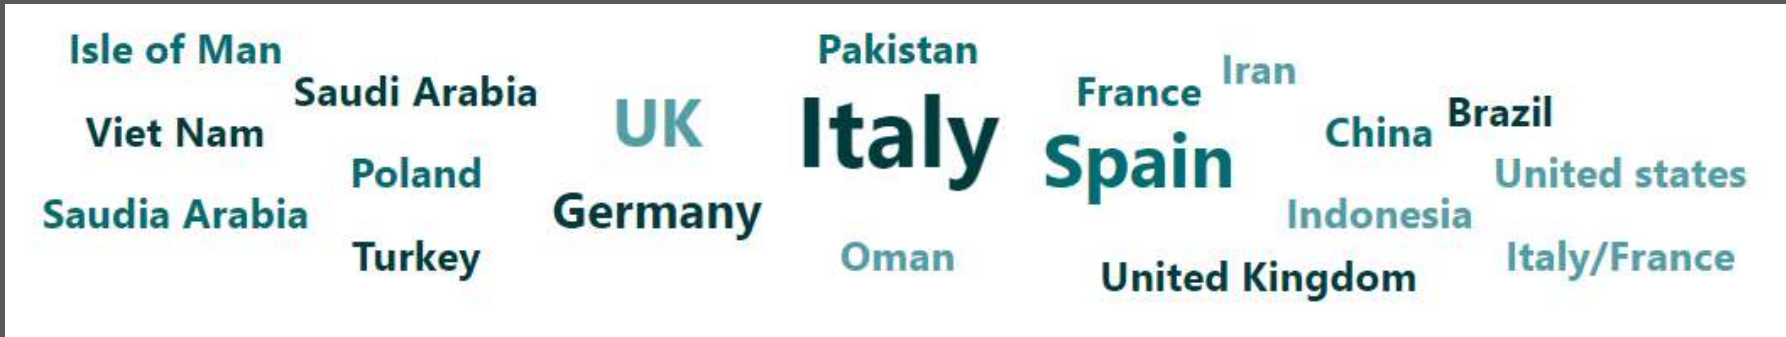 Isle of Man
Saudi Arabia
Viet Nam
Poland
Saudia Arabia
Turkey
UK
Germany
Pakistan
Italy
Oman
France
Iran
Spain
China
Brazil
United states
Indonesia
United Kingdom
Italy/France